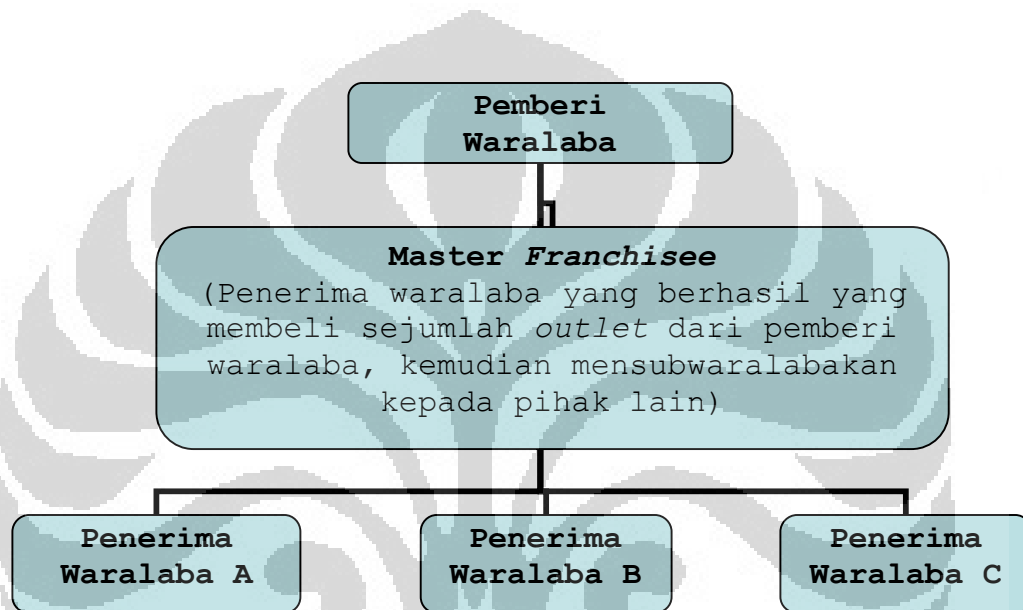 Pemberi
Waralaba
Master Franchisee
(Penerima waralaba yang berhasil yang
membeli sejumlah outlet dari pemberi
waralaba, kemudian mensubwaralabakan
kepada pihak lain)
Penerima
Waralaba A
Penerima
Waralaba B
Penerima
Waralaba C